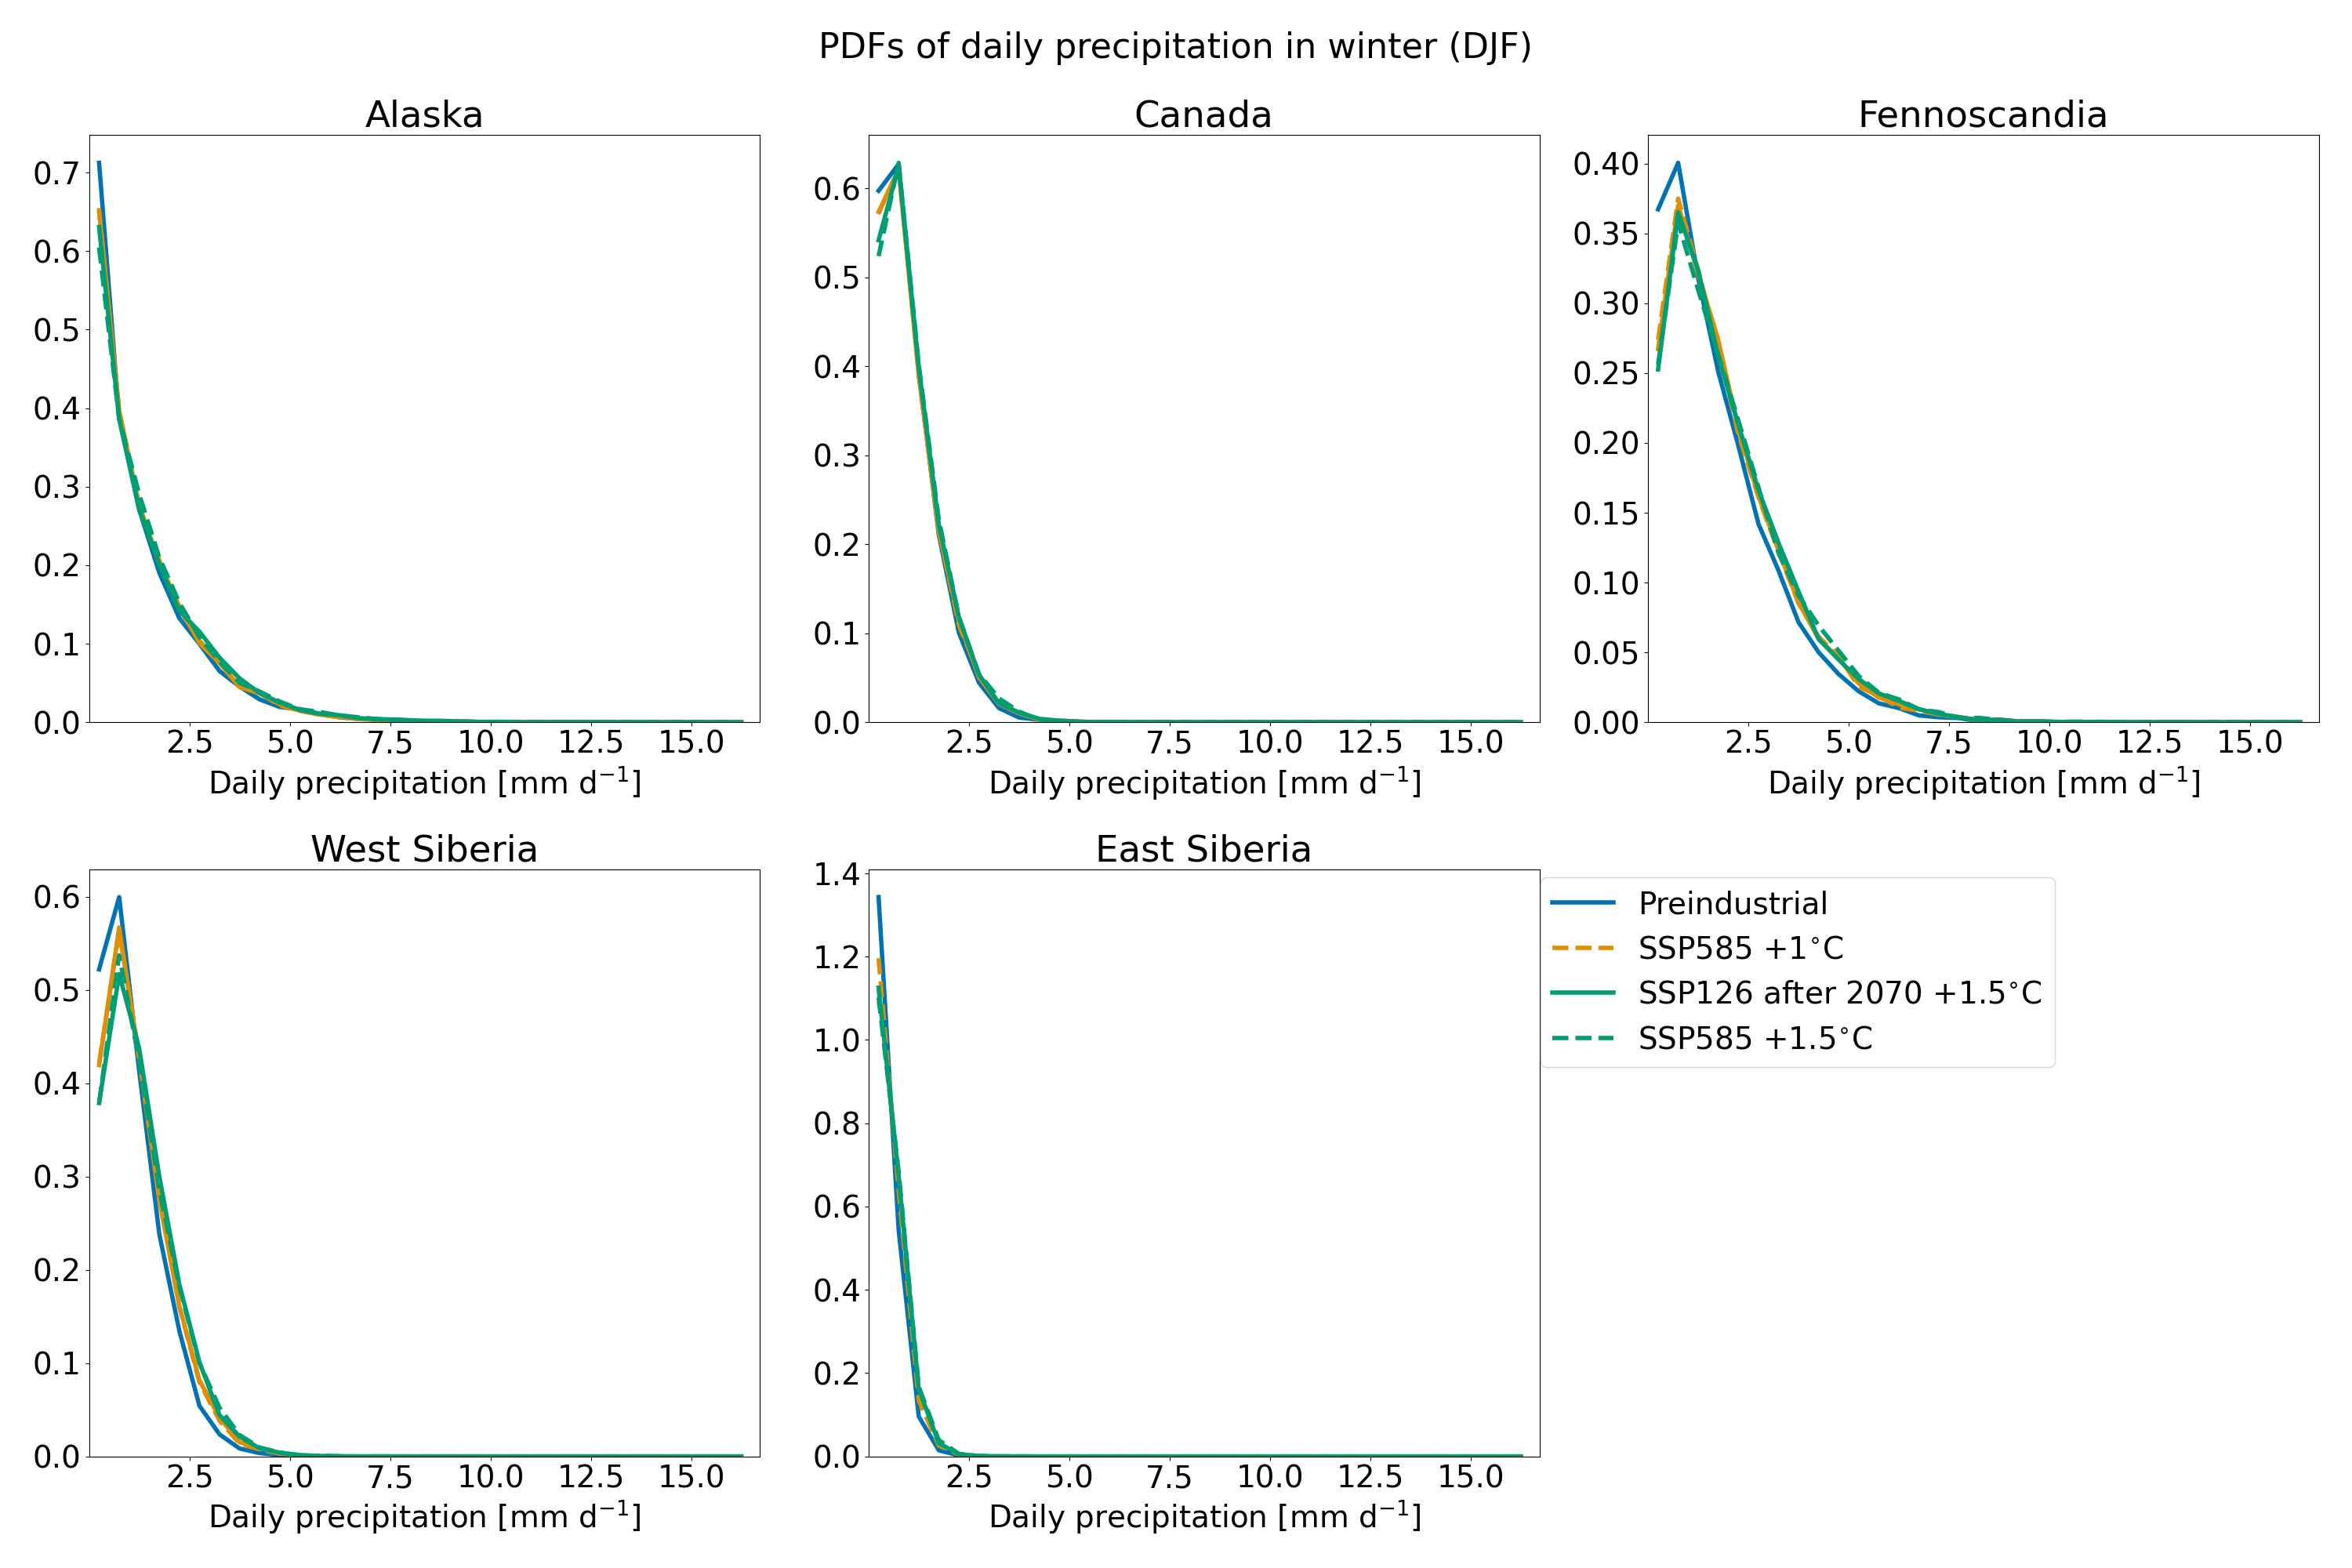 PDFs of daily precipitation in winter (DJF)
Alaska
0.7
0.6
0.5
0.4
0.3
0.2
0.1
0.0
2.5 5.0 7.5 10.0 12.5 15.0
Daily precipitation [mm d⁻¹]
Canada
0.6
0.5
0.4
0.3
0.2
0.1
0.0
2.5 5.0 7.5 10.0 12.5 15.0
Daily precipitation [mm d⁻¹]
Fennoscandia
0.40
0.35
0.30
0.25
0.20
0.15
0.10
0.05
0.00
2.5 5.0 7.5 10.0 12.5 15.0
Daily precipitation [mm d⁻¹]
West Siberia
0.6
0.5
0.4
0.3
0.2
0.1
0.0
2.5 5.0 7.5 10.0 12.5 15.0
Daily precipitation [mm d⁻¹]
East Siberia
1.4
1.2
1.0
0.8
0.6
0.4
0.2
0.0
2.5 5.0 7.5 10.0 12.5 15.0
Daily precipitation [mm d⁻¹]
Preindustrial
SSP585 +1°C
SSP126 after 2070 +1.5°C
SSP585 +1.5°C